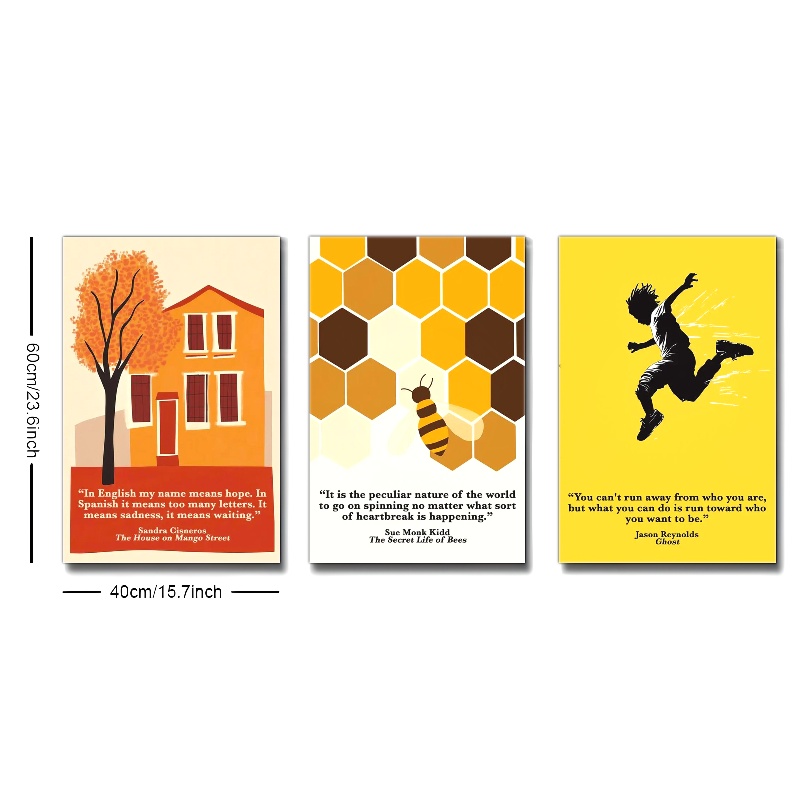 60cm/23.6inch
“In English my name means hope. In
Spanish it means too many letters. It
means sadness, it means waiting.”
Sandra Cisneros
The House on Mango Street
40cm/15.7inch
“It is the peculiar nature of the world
to go on spinning no matter what sort
of heartbreak is happening.”
Sue Monk Kidd
The Secret Life of Bees
“You can't run away from who you are,
but what you can do is run toward who
you want to be.”
Jason Reynolds
Ghost